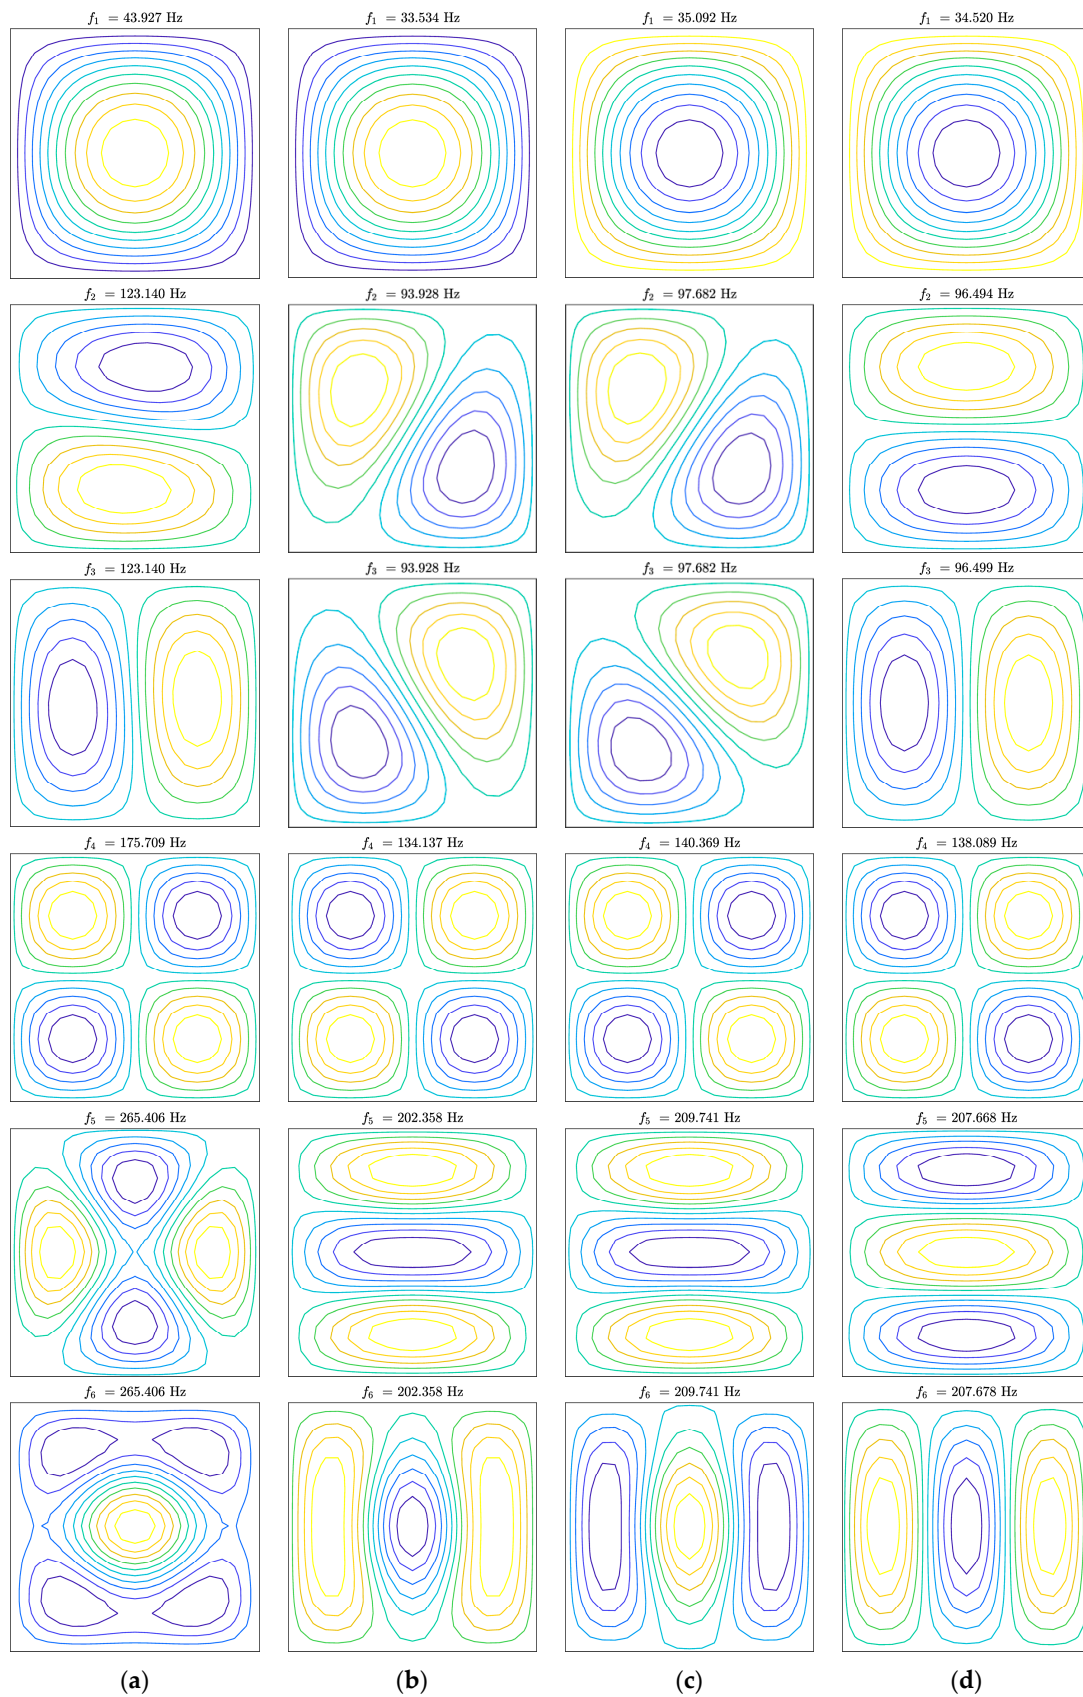 f₁ = 43.927 Hz f₁ = 33.534 Hz f₁ = 35.092 Hz f₁ = 34.520 Hz
f₂ = 123.140 Hz f₂ = 93.928 Hz f₂ = 97.682 Hz f₂ = 96.494 Hz
f₃ = 123.140 Hz f₃ = 93.928 Hz f₃ = 97.682 Hz f₃ = 96.499 Hz
f₄ = 175.709 Hz f₄ = 134.137 Hz f₄ = 140.369 Hz f₄ = 138.089 Hz
f₅ = 265.406 Hz f₅ = 202.358 Hz f₅ = 209.741 Hz f₅ = 207.668 Hz
f₆ = 265.406 Hz f₆ = 202.358 Hz f₆ = 209.741 Hz f₆ = 207.678 Hz
(a) (b) (c) (d)